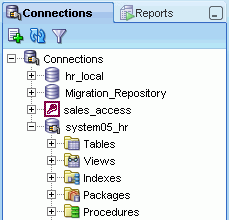 Connections Reports
Connections
hr_local
Migration_Repository
sales_access
system05_hr
Tables
Views
Indexes
Packages
Procedures